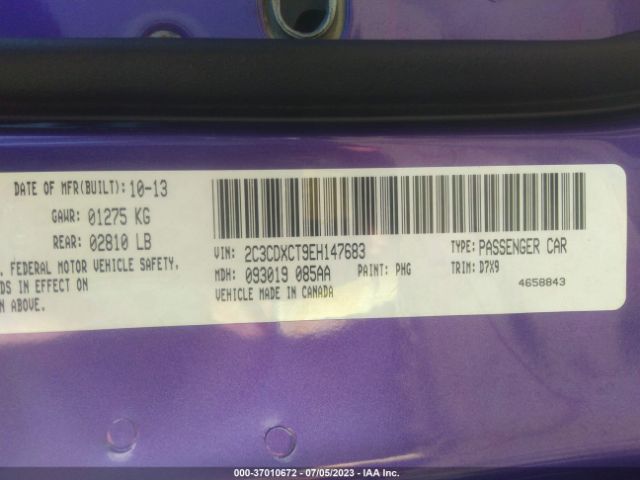 DATE OF MFR(BUILT): 10-13
GAWR: 01275 KG
REAR: 02810 LB
. FEDERAL MOTOR VEHICLE SAFETY,
DS IN EFFECT ON
N ABOVE.
VIN: 2C3CDXCT9EH147683
TYPE: PASSENGER CAR
MDH: 093019 085AA
PAINT: PHG
TRIM: D7X9
VEHICLE MADE IN CANADA
4658843
000-37010672 - 07/05/2023 - IAA Inc.